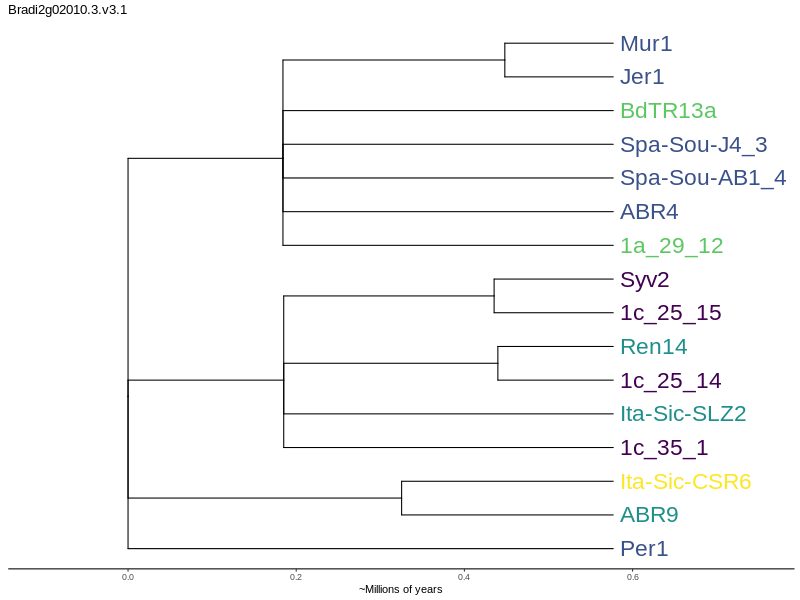 Bradi2g02010.3.v3.1
Mur1
Jer1
BdTR13a
Spa-Sou-J4_3
Spa-Sou-AB1_4
ABR4
1a_29_12
Syv2
1c_25_15
Ren14
1c_25_14
Ita-Sic-SLZ2
1c_35_1
Ita-Sic-CSR6
ABR9
Per1
0.0 0.2 0.4 0.6
~Millions of years